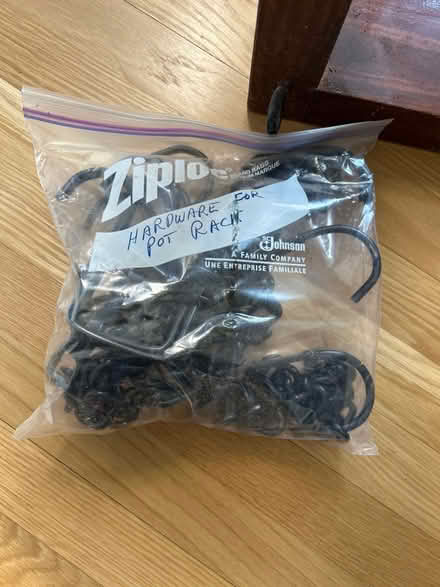 Ziploc
HARDWARE FOR
POT RACK
Johnson
A FAMILY COMPANY
UNE ENTREPRISE FAMILIALE